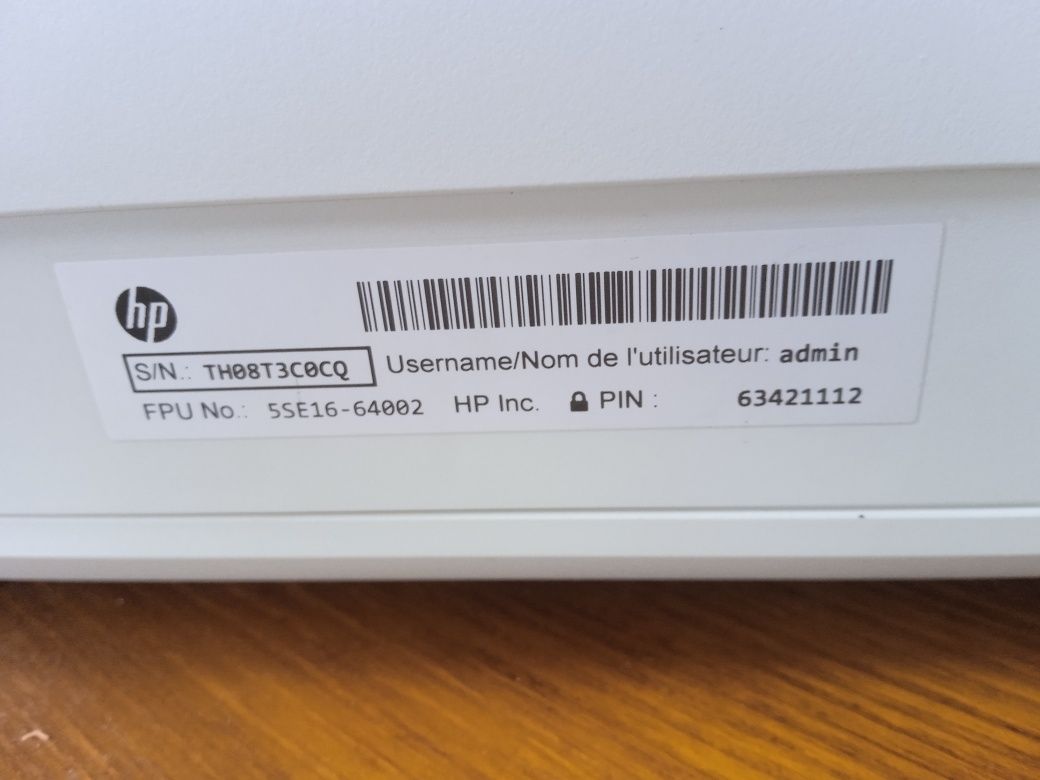 hp
S/N.: TH08T3C0CQ Username/Nom de l'utilisateur: admin
FPU No.: 5SE16-64002 HP Inc. PIN : 63421112